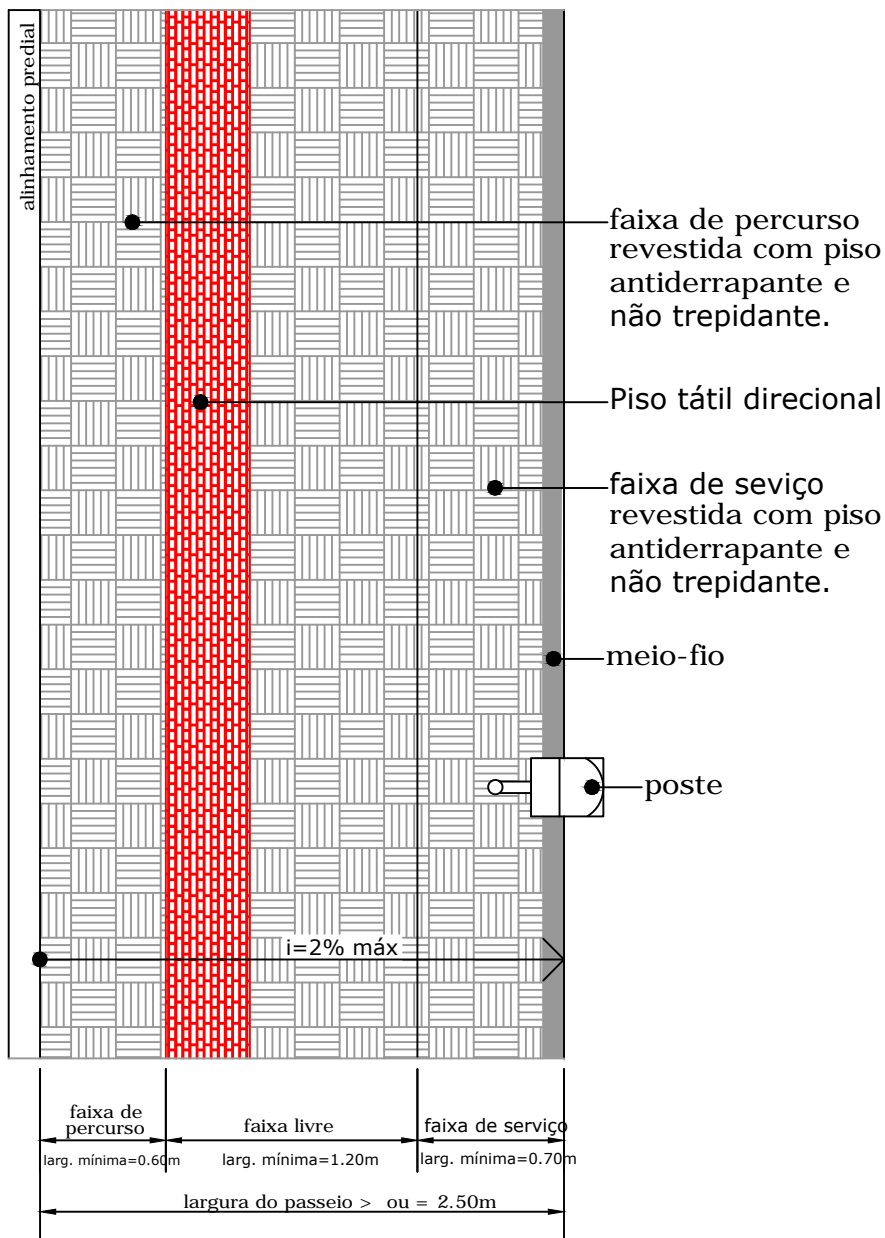 alinhamento predial
faixa de percurso
revestida com piso
antiderrapante e
não trepidante.
Piso tátil direcional
faixa de seviço
revestida com piso
antiderrapante e
não trepidante.
meio-fio
poste
i=2% máx
faixa de
percurso
faixa livre
faixa de serviço
larg. mínima=0.60m
larg. mínima=1.20m
larg. mínima=0.70m
largura do passeio > ou = 2.50m